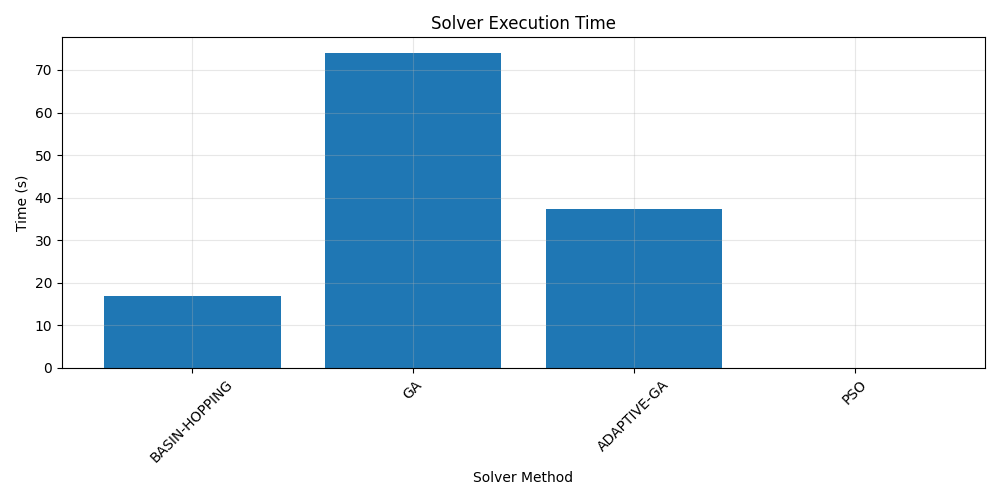 Solver Execution Time
Time (s)
70
60
50
40
30
20
10
0
BASIN-HOPPING
GA
ADAPTIVE-GA
PSO
Solver Method